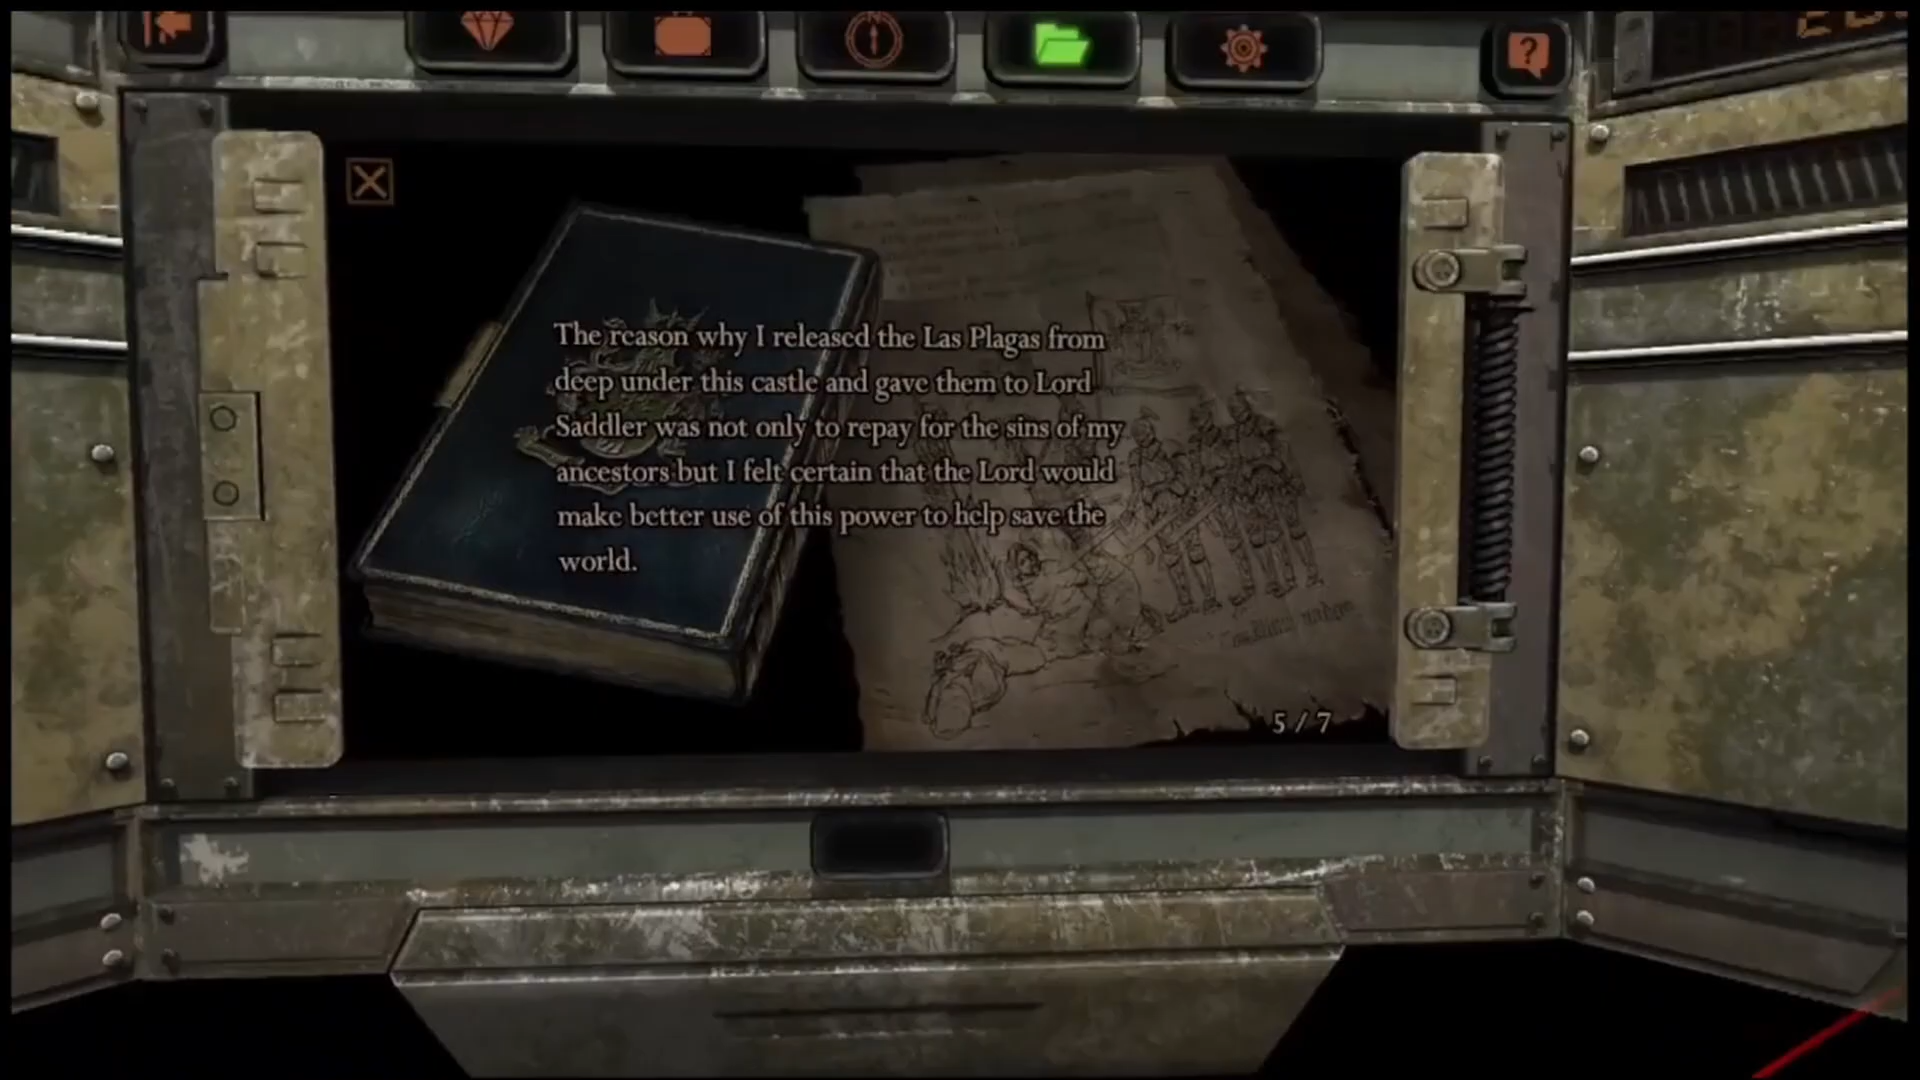 The reason why I released the Las Plagas from
deep under this castle and gave them to Lord
Saddler was not only to repay for the sins of my
ancestors but I felt certain that the Lord would
make better use of this power to help save the
world.
5 / 7